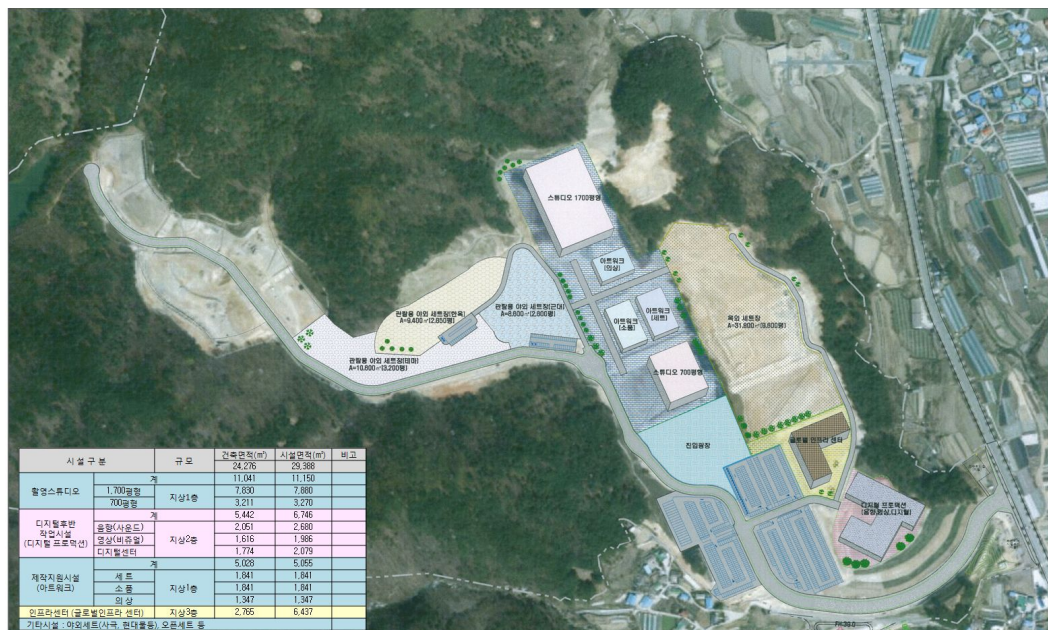 스튜디오 1700평형
아트워크
(의상)
아트워크
(세트)
아트워크
(소품)
관람용 야외 세트장(한옥)
A=9,400㎡(2,850평)
관람용 야외 세트장(근대)
A=8,600㎡(2,600평)
관람용 야외 세트장(테마)
A=10,600㎡(3,200평)
옥외 세트장
A=31,800㎡(9,600평)
스튜디오 700평형
진입광장
글로벌 인프라 센타
디지털 프로덕션
(음향,영상,디지털)
시 설 구 분 규 모 건축면적(㎡) 시설면적(㎡) 비고
24,276 29,388
촬영스튜디오 계 11,041 11,150
1,700평형 지상1층 7,830 7,880
700평형 3,211 3,270
디지털후반 작업시설 (디지털 프로덕션) 계 5,442 6,746
음향(사운드) 지상2층 2,051 2,680
영상(비쥬얼) 1,616 1,986
디지털센터 1,774 2,079
제작지원시설 (아트워크) 계 5,028 5,055
세 트 지상1층 1,841 1,841
소 품 1,841 1,841
의 상 1,347 1,347
인프라센터 (글로벌인프라 센터) 지상3층 2,765 6,437
기타시설 : 야외세트(사극, 현대물등), 오픈세트 등